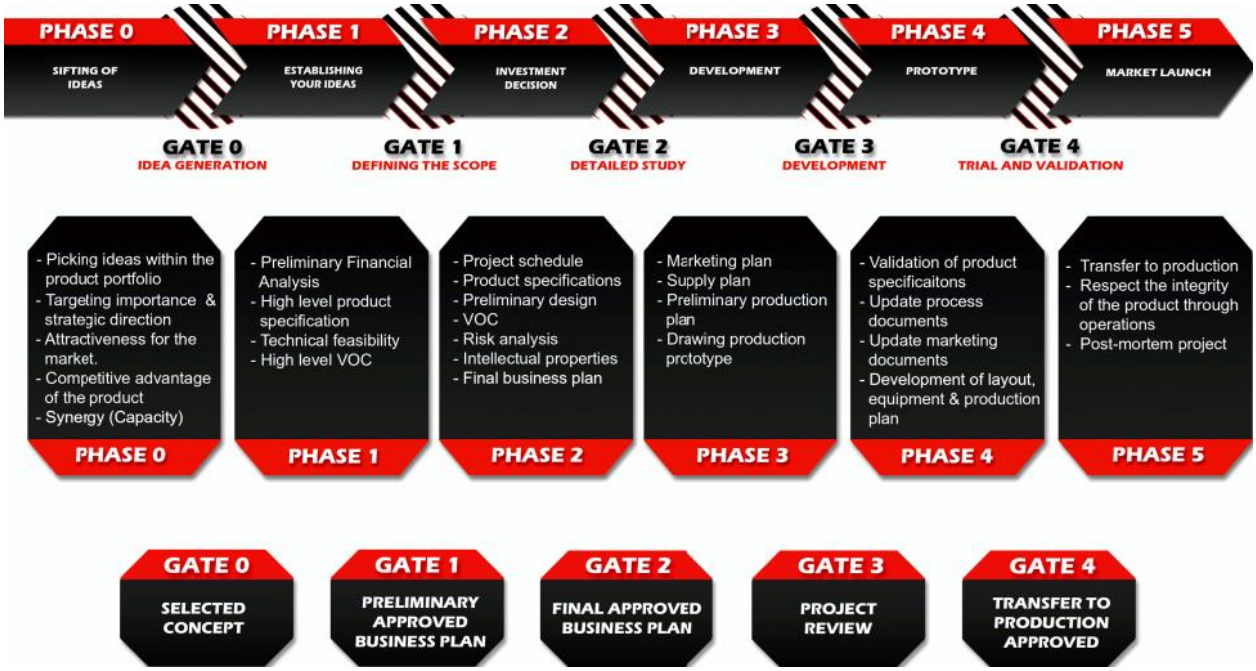 PHASE 0
PHASE 1
PHASE 2
PHASE 3
PHASE 4
PHASE 5
SIFTING OF
IDEAS
ESTABLISHING
YOUR IDEAS
INVESTMENT
DECISION
DEVELOPMENT
PROTOTYPE
MARKET LAUNCH
GATE 0
IDEA GENERATION
GATE 1
DEFINING THE SCOPE
GATE 2
DETAILED STUDY
GATE 3
DEVELOPMENT
GATE 4
TRIAL AND VALIDATION
- Picking ideas within the
product portfolio
- Targeting importance &
strategic direction
- Attractiveness for the
market.
- Competitive advantage
of the product
- Synergy (Capacity)
PHASE 0
- Preliminary Financial
Analysis
- High level product
specification
- Technical feasibility
- High level VOC
PHASE 1
- Project schedule
- Product specifications
- Preliminary design
- VOC
- Risk analysis
- Intellectual properties
- Final business plan
PHASE 2
- Marketing plan
- Supply plan
- Preliminary production
plan
- Drawing production
prctotype
PHASE 3
- Validation of product
specificaitons
- Update process
documents
- Update marketing
documents
- Development of layout,
equipment & production
plan
PHASE 4
- Transfer to production
- Respect the integrity
of the product through
operations
- Post-mortem project
PHASE 5
GATE 0
SELECTED
CONCEPT
GATE 1
PRELIMINARY
APPROVED
BUSINESS PLAN
GATE 2
FINAL APPROVED
BUSINESS PLAN
GATE 3
PROJECT
REVIEW
GATE 4
TRANSFER TO
PRODUCTION
APPROVED